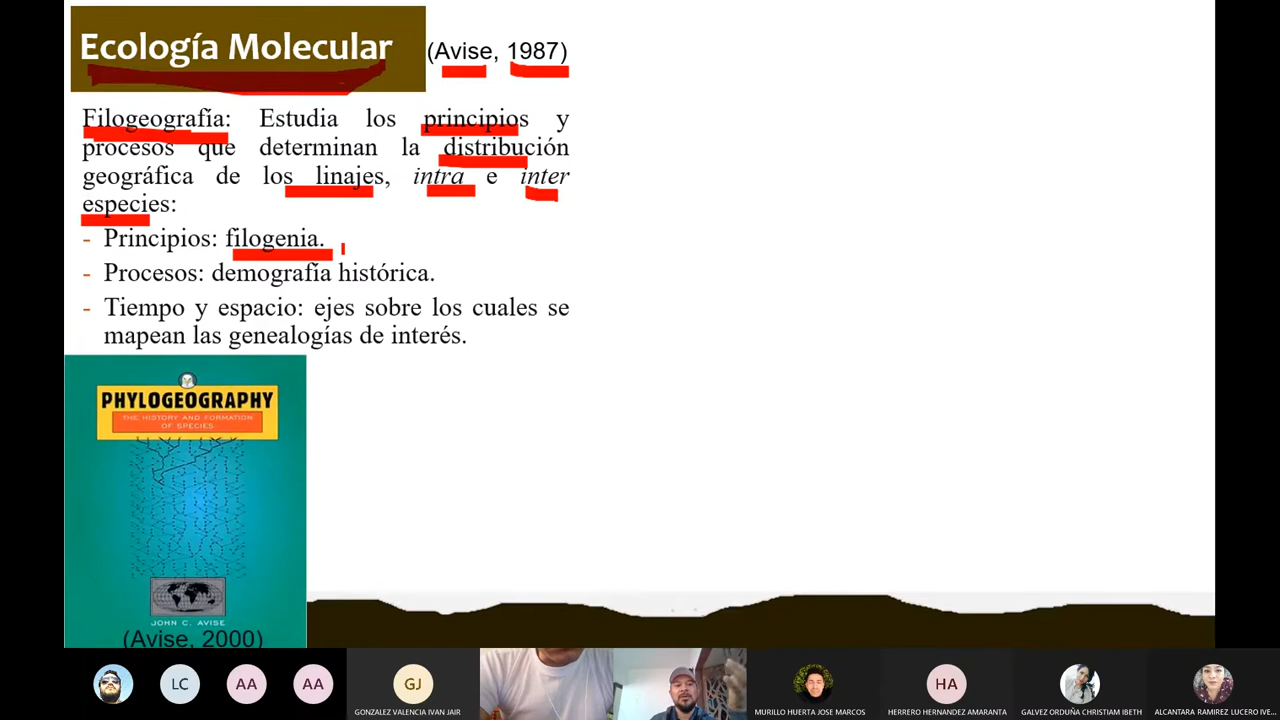 Ecología Molecular (Avise, 1987)
Filogeografía: Estudia los principios y
procesos que determinan la distribución
geográfica de los linajes, intra e inter
especies:
- Principios: filogenia.
- Procesos: demografía histórica.
- Tiempo y espacio: ejes sobre los cuales se
mapean las genealogías de interés.
PHYLOGEOGRAPHY
THE HISTORY AND FORMATION
OF SPECIES
JOHN C. AVISE
(Avise, 2000)
LC
AA
AA
GJ
HA
GONZALEZ VALENCIA IVAN JAIR
MURILLO HUERTA JOSE MARCOS
HERRERO HERNANDEZ AMARANTA
GALVEZ ORDUÑA CHRISTIAM IBETH
ALCANTARA RAMIREZ LUCERO IVE...